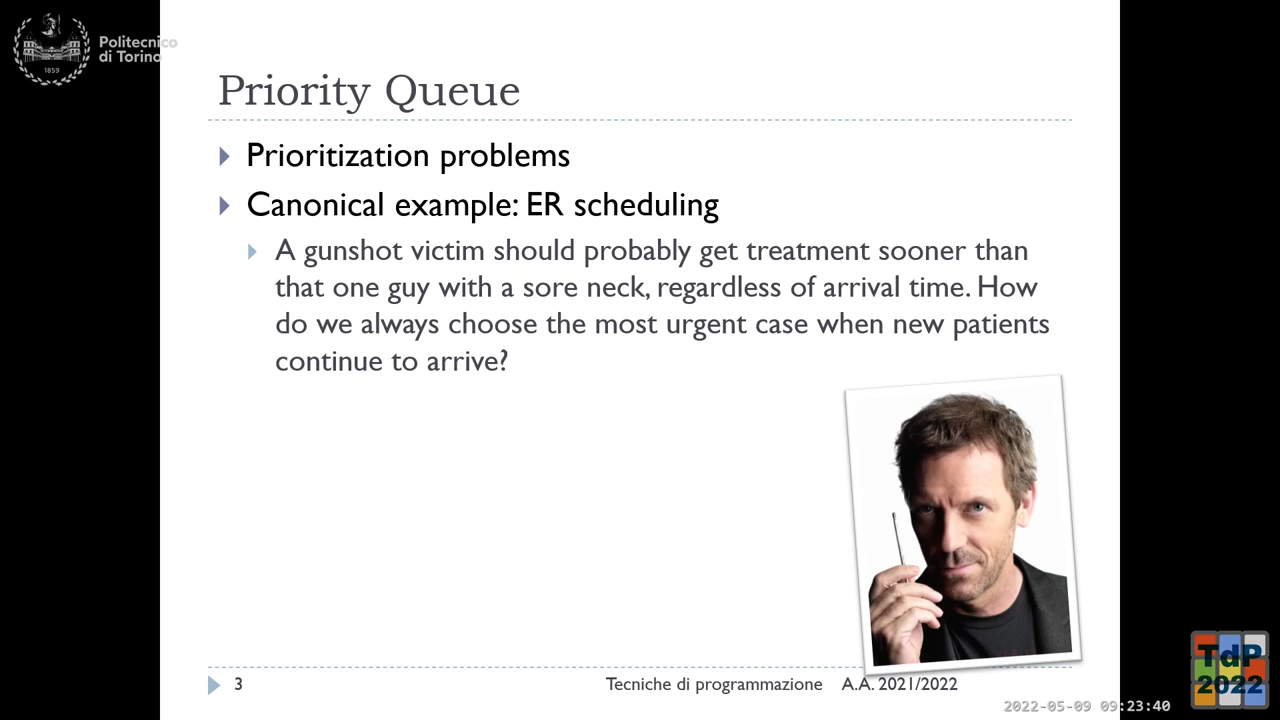 Politecnico
di Torino
1859
Priority Queue
Prioritization problems
Canonical example: ER scheduling
A gunshot victim should probably get treatment sooner than
that one guy with a sore neck, regardless of arrival time. How
do we always choose the most urgent case when new patients
continue to arrive?
3
Tecniche di programmazione A.A. 2021/2022
TdP
2022
2022-05-09 09:23:40